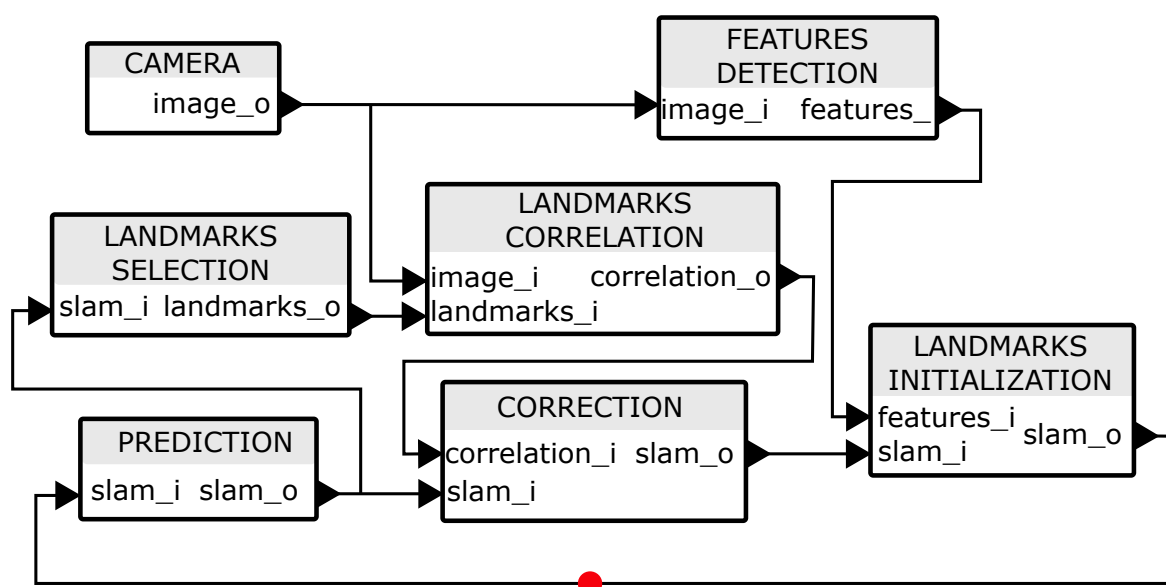 CAMERA
image_o
FEATURES
DETECTION
image_i features_
LANDMARKS
SELECTION
slam_i landmarks_o
LANDMARKS
CORRELATION
image_i correlation_o
landmarks_i
PREDICTION
slam_i slam_o
CORRECTION
correlation_i slam_o
slam_i
LANDMARKS
INITIALIZATION
features_i slam_o
slam_i